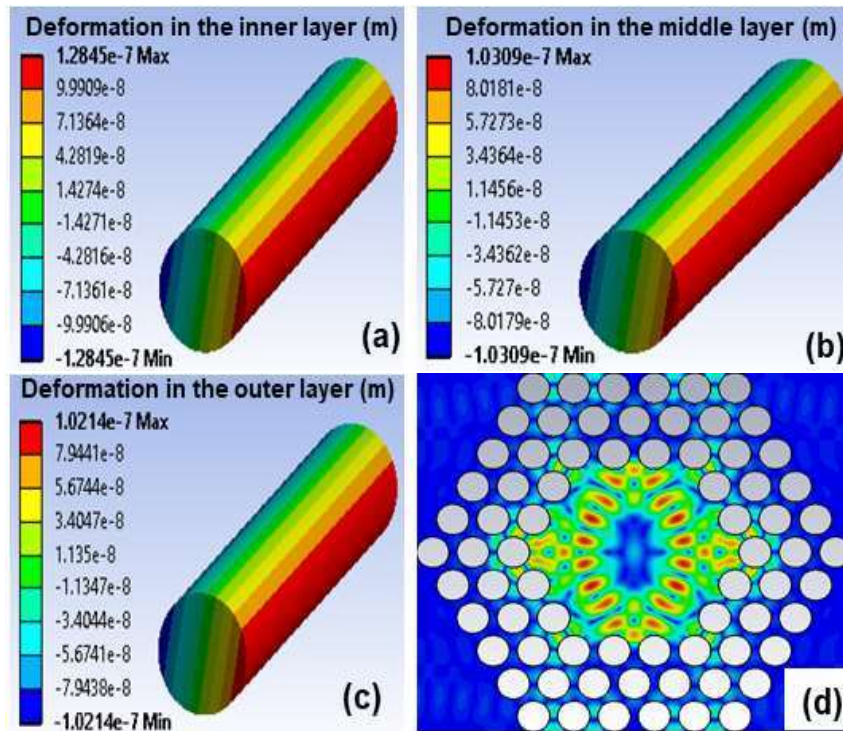 Deformation in the inner layer (m)
1.2845e-7 Max
9.9909e-8
7.1364e-8
4.2819e-8
1.4274e-8
-1.4271e-8
-4.2816e-8
-7.1361e-8
-9.9906e-8
-1.2845e-7 Min
(a)
Deformation in the middle layer (m)
1.0309e-7 Max
8.0181e-8
5.7273e-8
3.4364e-8
1.1456e-8
-1.1453e-8
-3.4362e-8
-5.727e-8
-8.0179e-8
-1.0309e-7 Min
(b)
Deformation in the outer layer (m)
1.0214e-7 Max
7.9441e-8
5.6744e-8
3.4047e-8
1.135e-8
-1.1347e-8
-3.4044e-8
-5.6741e-8
-7.9438e-8
-1.0214e-7 Min
(c)
(d)